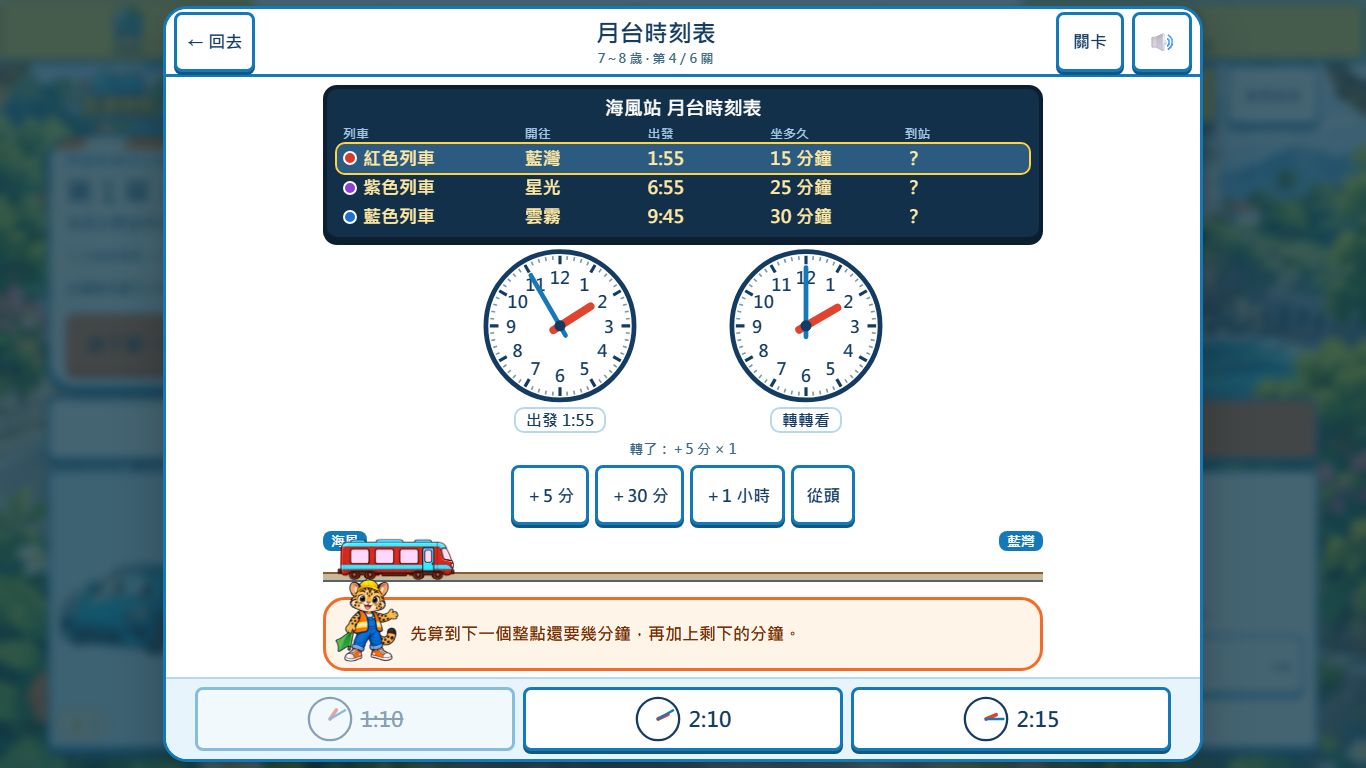 ← 回去
月台時刻表
7~8 歲 · 第 4 / 6 關
關卡
海風站 月台時刻表
列車 開往 出發 坐多久 到站
紅色列車 藍灣 1:55 15 分鐘 ?
紫色列車 星光 6:55 25 分鐘 ?
藍色列車 雲霧 9:45 30 分鐘 ?
12 1 2 3 4 5 6 7 8 9 10 11
12 1 2 3 4 5 6 7 8 9 10 11
出發 1:55
轉轉看
轉了：+5 分 × 1
+5 分
+30 分
+1 小時
從頭
海風
藍灣
先算到下一個整點還要幾分鐘，再加上剩下的分鐘。
1:10
2:10
2:15